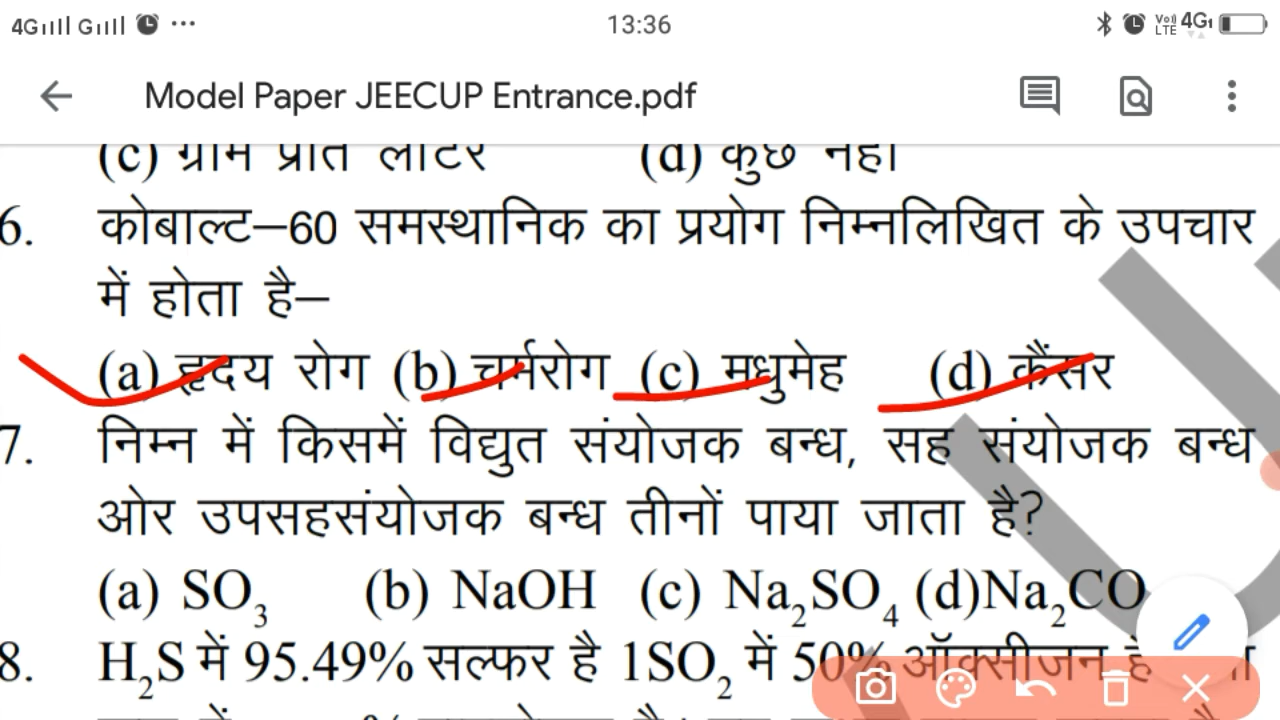 4G G ...
13:36
VoLTE 4G
Model Paper JEECUP Entrance.pdf
(c) ग्राम प्रति लीटर (d) कुछ नहीं
6. कोबाल्ट–60 समस्थानिक का प्रयोग निम्नलिखित के उपचार
में होता है–
(a) हृदय रोग (b) चर्मरोग (c) मधुमेह (d) कैंसर
7. निम्न में किसमें विद्युत संयोजक बन्ध, सह संयोजक बन्ध
ओर उपसहसंयोजक बन्ध तीनों पाया जाता है?
(a) SO₃ (b) NaOH (c) Na₂SO₄ (d)Na₂CO
8. H₂S में 95.49% सल्फर है 1SO₂ में 50% ऑक्सीजन है